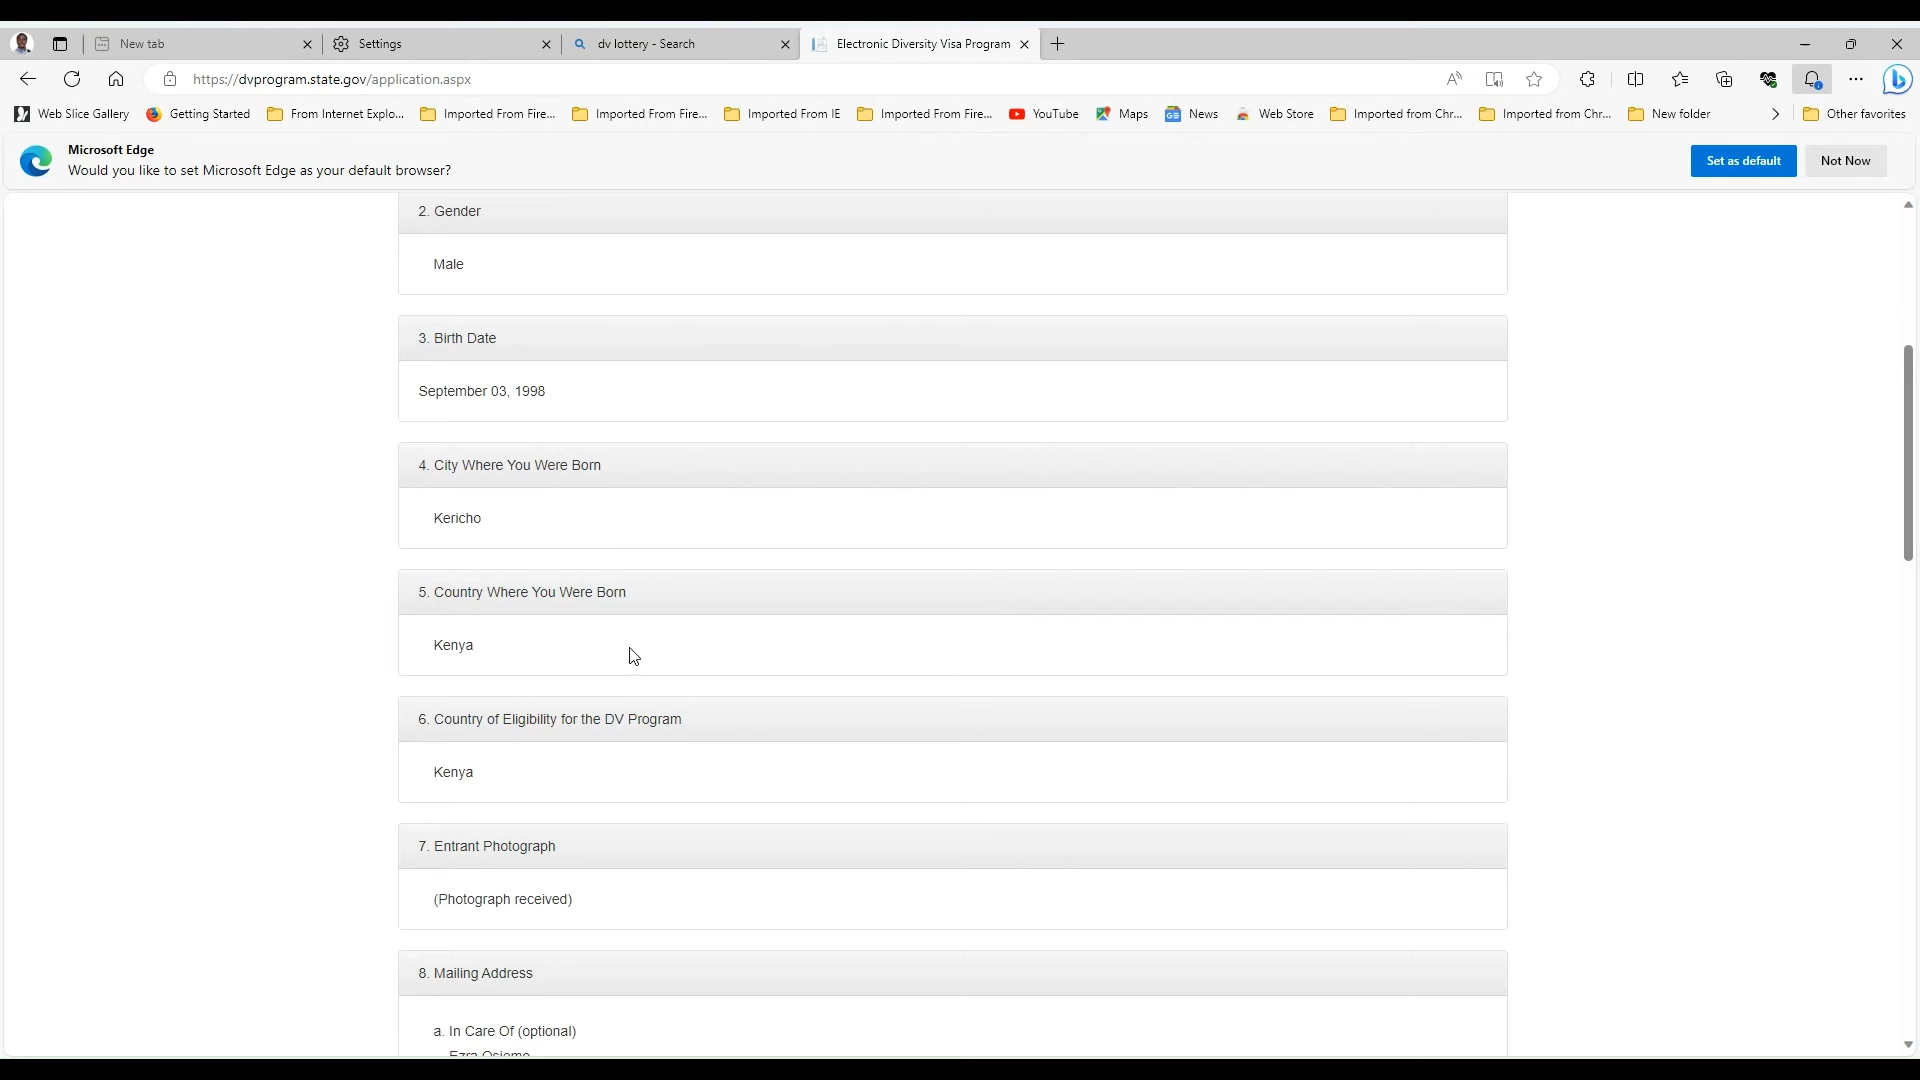 New tab
Settings
dv lottery - Search
Electronic Diversity Visa Program
https://dvprogram.state.gov/application.aspx
Web Slice Gallery
Getting Started
From Internet Explo...
Imported From Fire...
Imported From Fire...
Imported From IE
Imported From Fire...
YouTube
Maps
News
Web Store
Imported from Chr...
Imported from Chr...
New folder
Other favorites
Microsoft Edge
Would you like to set Microsoft Edge as your default browser?
Set as default
Not Now
2. Gender
Male
3. Birth Date
September 03, 1998
4. City Where You Were Born
Kericho
5. Country Where You Were Born
Kenya
6. Country of Eligibility for the DV Program
Kenya
7. Entrant Photograph
(Photograph received)
8. Mailing Address
a. In Care Of (optional)